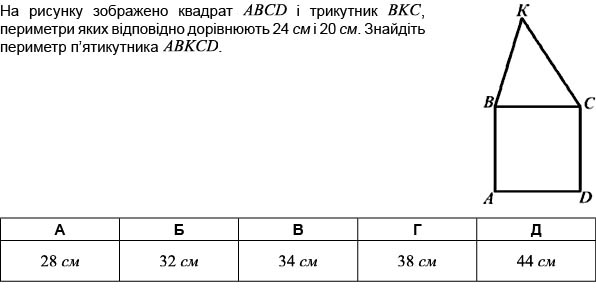 На рисунку зображено квадрат ABCD і трикутник BKC,
периметри яких відповідно дорівнюють 24 см і 20 см. Знайдіть
периметр п’ятикутника ABKCD.
K
B C
A D
А Б В Г Д
28 см 32 см 34 см 38 см 44 см